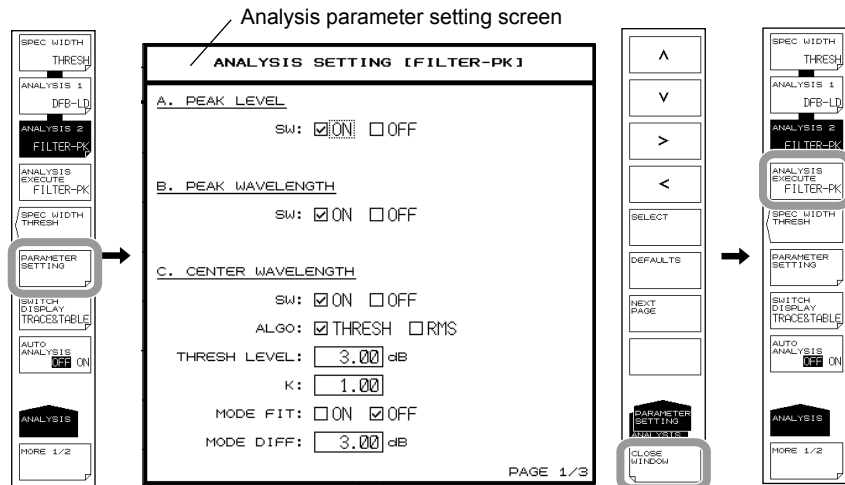 Analysis parameter setting screen
SPEC WIDTH
THRESH
ANALYSIS 1
DFB-LD
ANALYSIS 2
FILTER-PK
ANALYSIS
EXECUTE
FILTER-PK
SPEC WIDTH
THRESH
PARAMETER
SETTING
SWITCH
DISPLAY
TRACE&TABLE
AUTO
ANALYSIS
OFF ON
ANALYSIS
MORE 1/2
ANALYSIS SETTING [FILTER-PK]
A. PEAK LEVEL
SW: ☑ON ☐OFF
B. PEAK WAVELENGTH
SW: ☑ON ☐OFF
C. CENTER WAVELENGTH
SW: ☑ON ☐OFF
ALGO: ☑THRESH ☐RMS
THRESH LEVEL: 3.00 dB
K: 1.00
MODE FIT: ☐ON ☑OFF
MODE DIFF: 3.00 dB
PAGE 1/3
∧
∨
>
<
SELECT
DEFAULTS
NEXT
PAGE
PARAMETER
SETTING
ANALYSIS
CLOSE
WINDOW
SPEC WIDTH
THRESH
ANALYSIS 1
DFB-LD
ANALYSIS 2
FILTER-PK
ANALYSIS
EXECUTE
FILTER-PK
SPEC WIDTH
THRESH
PARAMETER
SETTING
SWITCH
DISPLAY
TRACE&TABLE
AUTO
ANALYSIS
OFF ON
ANALYSIS
MORE 1/2